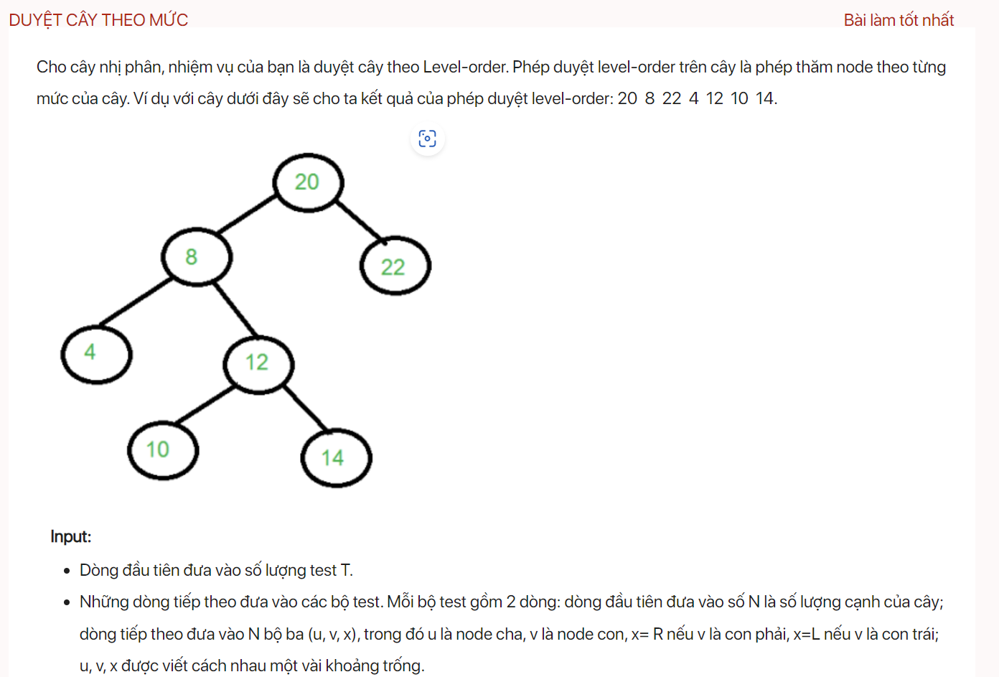 DUYỆT CÂY THEO MỨC
Bài làm tốt nhất
Cho cây nhị phân, nhiệm vụ của bạn là duyệt cây theo Level-order. Phép duyệt level-order trên cây là phép thăm node theo từng
mức của cây. Ví dụ với cây dưới đây sẽ cho ta kết quả của phép duyệt level-order: 20 8 22 4 12 10 14.
20
8
22
4
12
10
14
Input:
• Dòng đầu tiên đưa vào số lượng test T.
• Những dòng tiếp theo đưa vào các bộ test. Mỗi bộ test gồm 2 dòng: dòng đầu tiên đưa vào số N là số lượng cạnh của cây;
dòng tiếp theo đưa vào N bộ ba (u, v, x), trong đó u là node cha, v là node con, x= R nếu v là con phải, x=L nếu v là con trái;
u, v, x được viết cách nhau một vài khoảng trống.